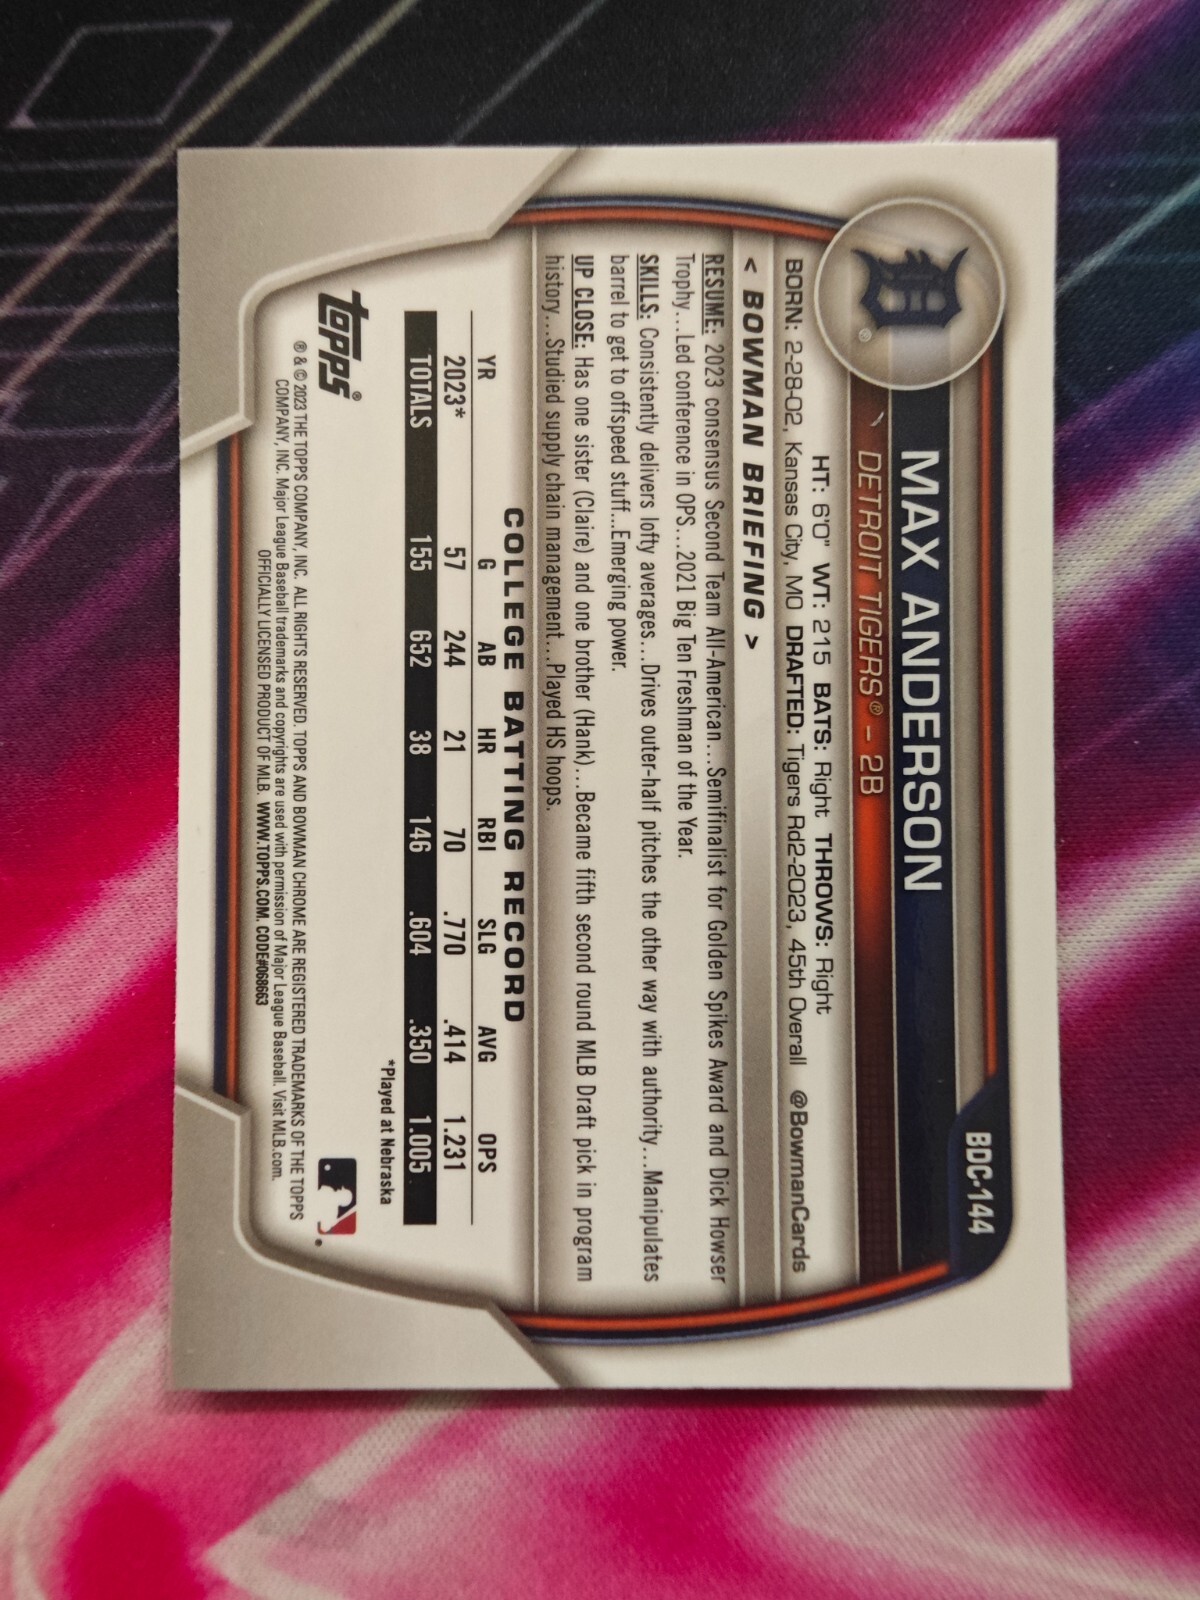 BDC-144
MAX ANDERSON
DETROIT TIGERS® - 2B
HT: 6'0" WT: 215 BATS: Right THROWS: Right
BORN: 2-28-02, Kansas City, MO DRAFTED: Tigers Rd2-2023, 45th Overall @BowmanCards
< BOWMAN BRIEFING >
RESUME: 2023 consensus Second Team All-American...Semifinalist for Golden Spikes Award and Dick Howser
Trophy...Led conference in OPS...2021 Big Ten Freshman of the Year.
SKILLS: Consistently delivers lofty averages...Drives outer-half pitches the other way with authority...Manipulates
barrel to get to offspeed stuff...Emerging power.
UP CLOSE: Has one sister (Claire) and one brother (Hank)...Became fifth second round MLB Draft pick in program
history...Studied supply chain management...Played HS hoops.
COLLEGE BATTING RECORD
YR G AB HR RBI SLG AVG OPS
2023* 57 244 21 70 .770 .414 1.231
TOTALS 155 652 38 146 .604 .350 1.005
*Played at Nebraska
topps®
® & © 2023 THE TOPPS COMPANY, INC. ALL RIGHTS RESERVED. TOPPS AND BOWMAN CHROME ARE REGISTERED TRADEMARKS OF THE TOPPS
COMPANY, INC. Major League Baseball trademarks and copyrights are used with permission of Major League Baseball. Visit MLB.com.
OFFICIALLY LICENSED PRODUCT OF MLB. WWW.TOPPS.COM. CODE#068663